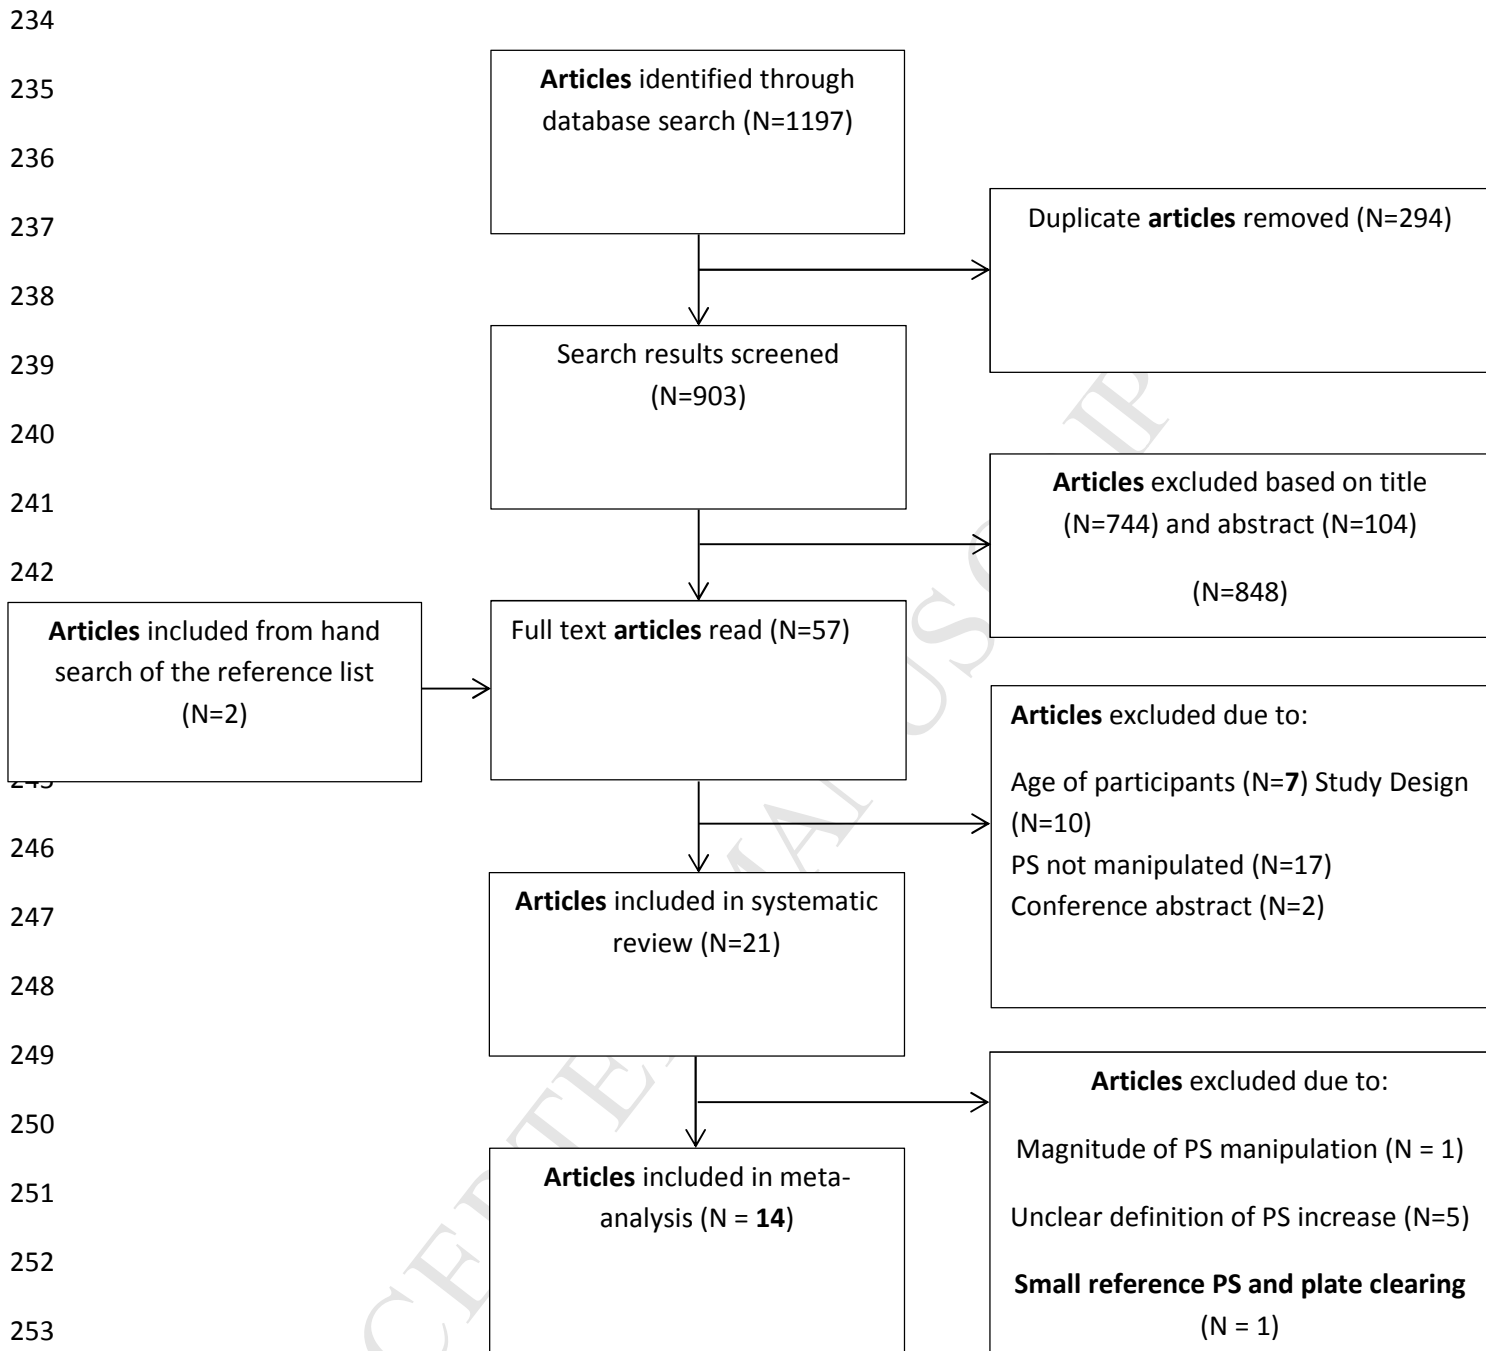 234
235
236
237
238
239
240
241
242
245
246
247
248
249
250
251
252
253
Articles identified through
database search (N=1197)
Duplicate articles removed (N=294)
Search results screened
(N=903)
Articles excluded based on title
(N=744) and abstract (N=104)
(N=848)
Articles included from hand
search of the reference list
(N=2)
Full text articles read (N=57)
Articles excluded due to:
Age of participants (N=7) Study Design
(N=10)
PS not manipulated (N=17)
Conference abstract (N=2)
Articles included in systematic
review (N=21)
Articles excluded due to:
Magnitude of PS manipulation (N = 1)
Unclear definition of PS increase (N=5)
Small reference PS and plate clearing
(N = 1)
Articles included in meta-
analysis (N = 14)